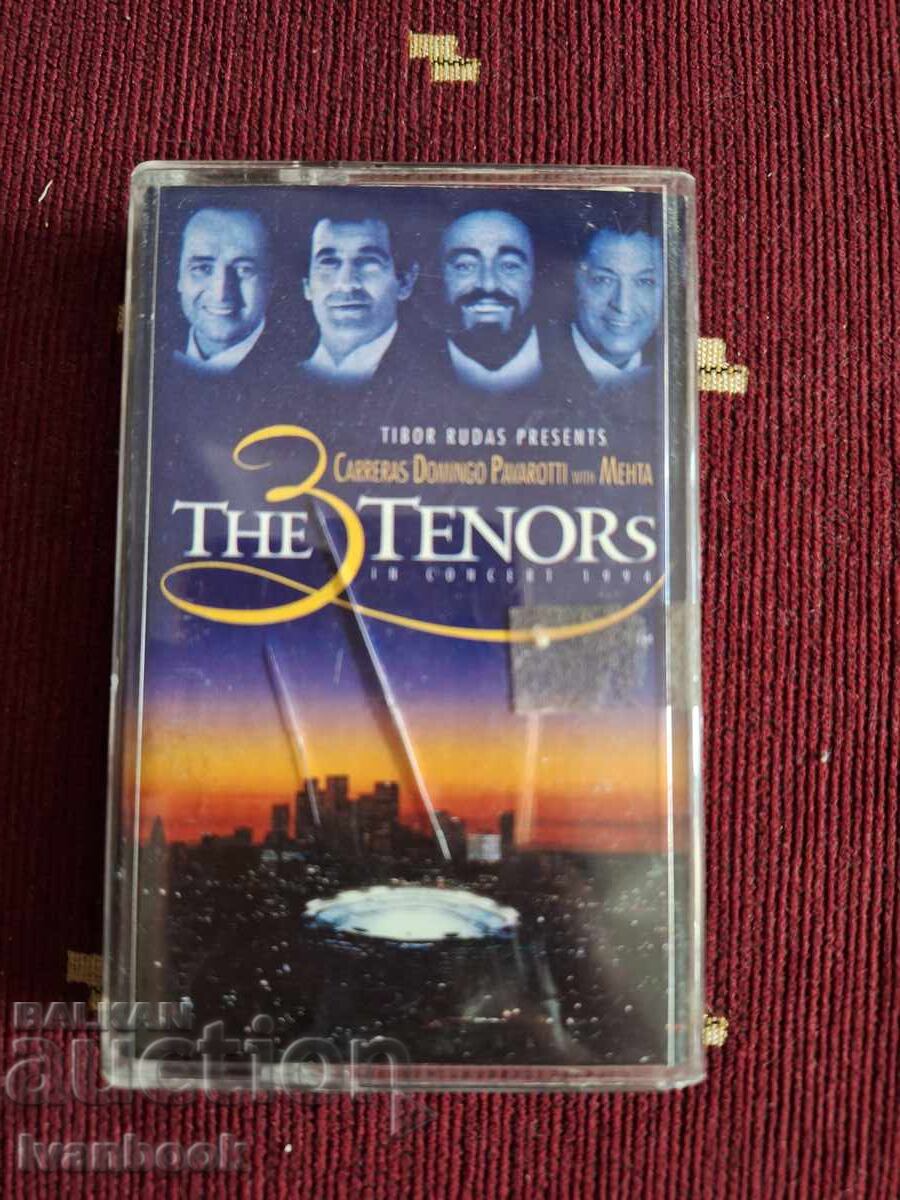 TIBOR RUDAS PRESENTS
CARRERAS DOMINGO PAVAROTTI WITH MEHTA
THE 3 TENORS
IN CONCERT 1994
BALKAN
auction
Ivanbook